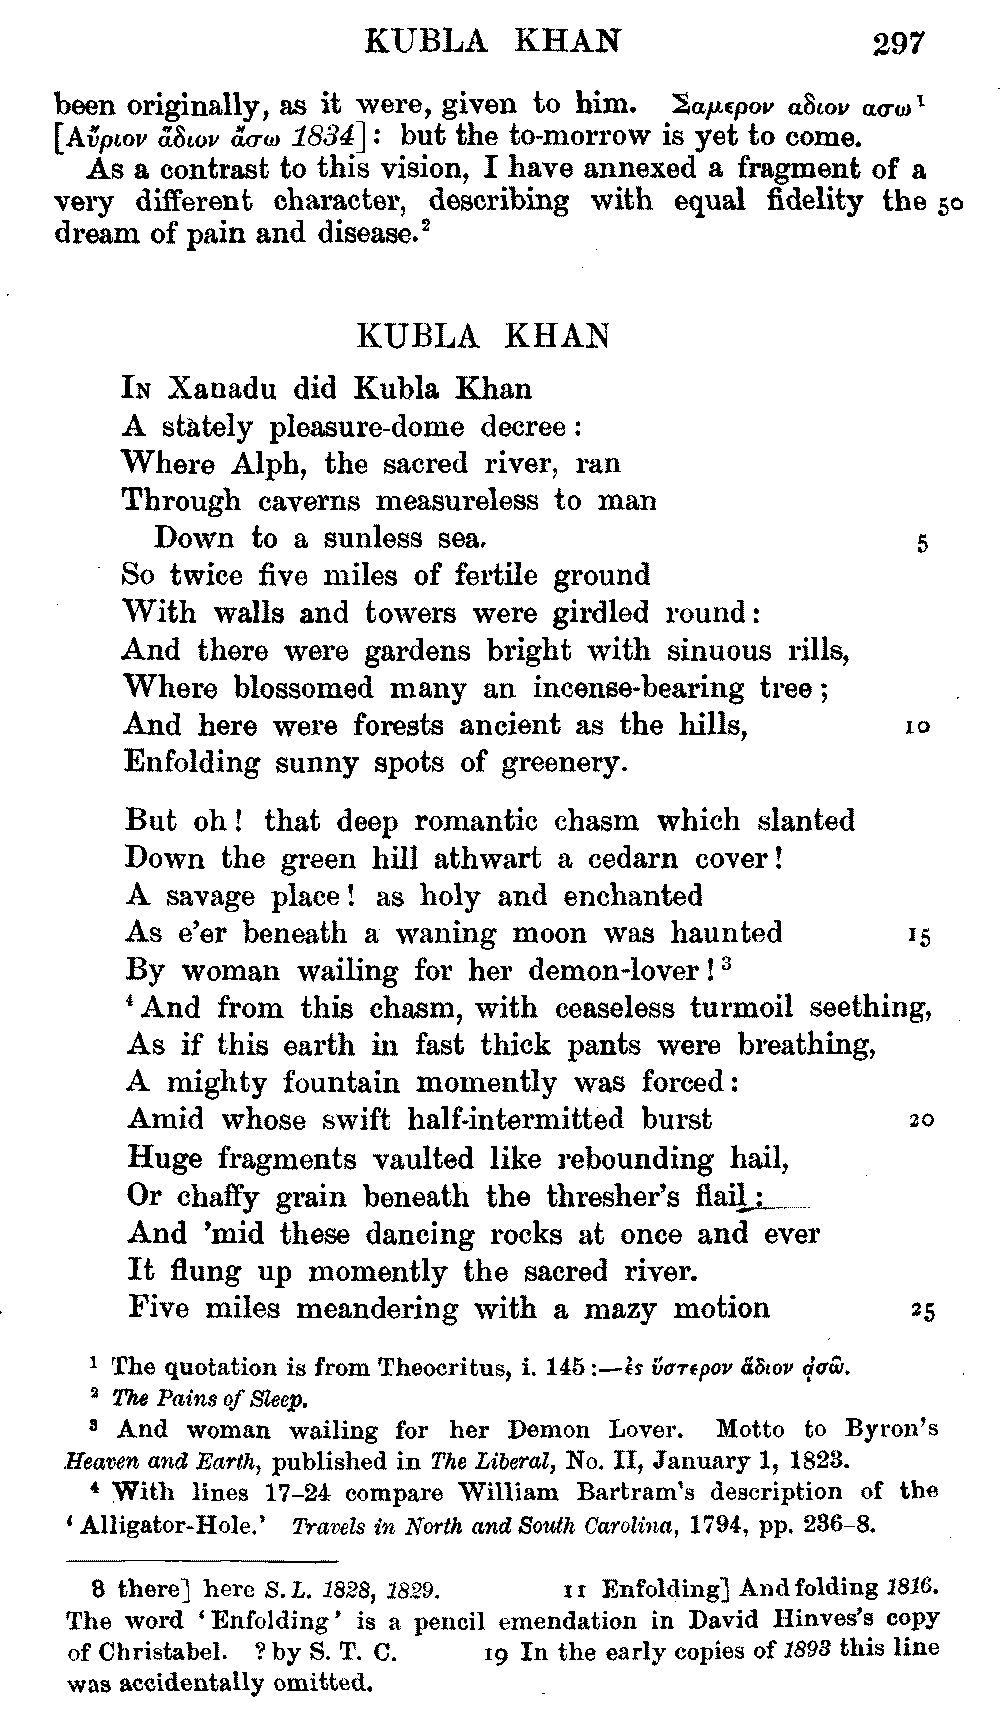 KUBLA KHAN 297
been originally, as it were, given to him. Σαμερον αδιον ασω¹
[Αὔριον ἄδιον ἄσω 1834]: but the to-morrow is yet to come.
As a contrast to this vision, I have annexed a fragment of a
very different character, describing with equal fidelity the 50
dream of pain and disease.²
KUBLA KHAN
IN Xanadu did Kubla Khan
A stately pleasure-dome decree:
Where Alph, the sacred river, ran
Through caverns measureless to man
Down to a sunless sea. 5
So twice five miles of fertile ground
With walls and towers were girdled round:
And there were gardens bright with sinuous rills,
Where blossomed many an incense-bearing tree;
And here were forests ancient as the hills, 10
Enfolding sunny spots of greenery.
But oh! that deep romantic chasm which slanted
Down the green hill athwart a cedarn cover!
A savage place! as holy and enchanted
As e'er beneath a waning moon was haunted 15
By woman wailing for her demon-lover!³
⁴ And from this chasm, with ceaseless turmoil seething,
As if this earth in fast thick pants were breathing,
A mighty fountain momently was forced:
Amid whose swift half-intermitted burst 20
Huge fragments vaulted like rebounding hail,
Or chaffy grain beneath the thresher's flail:
And 'mid these dancing rocks at once and ever
It flung up momently the sacred river.
Five miles meandering with a mazy motion 25
¹ The quotation is from Theocritus, i. 145:—ἐς ὕστερον ἅδιον ᾀσῶ.
² The Pains of Sleep.
³ And woman wailing for her Demon Lover. Motto to Byron's
Heaven and Earth, published in The Liberal, No. II, January 1, 1823.
⁴ With lines 17–24 compare William Bartram's description of the
'Alligator-Hole.' Travels in North and South Carolina, 1794, pp. 236–8.
8 there] here S. L. 1828, 1829. 11 Enfolding] And folding 1816.
The word 'Enfolding' is a pencil emendation in David Hinves's copy
of Christabel. ? by S. T. C. 19 In the early copies of 1893 this line
was accidentally omitted.